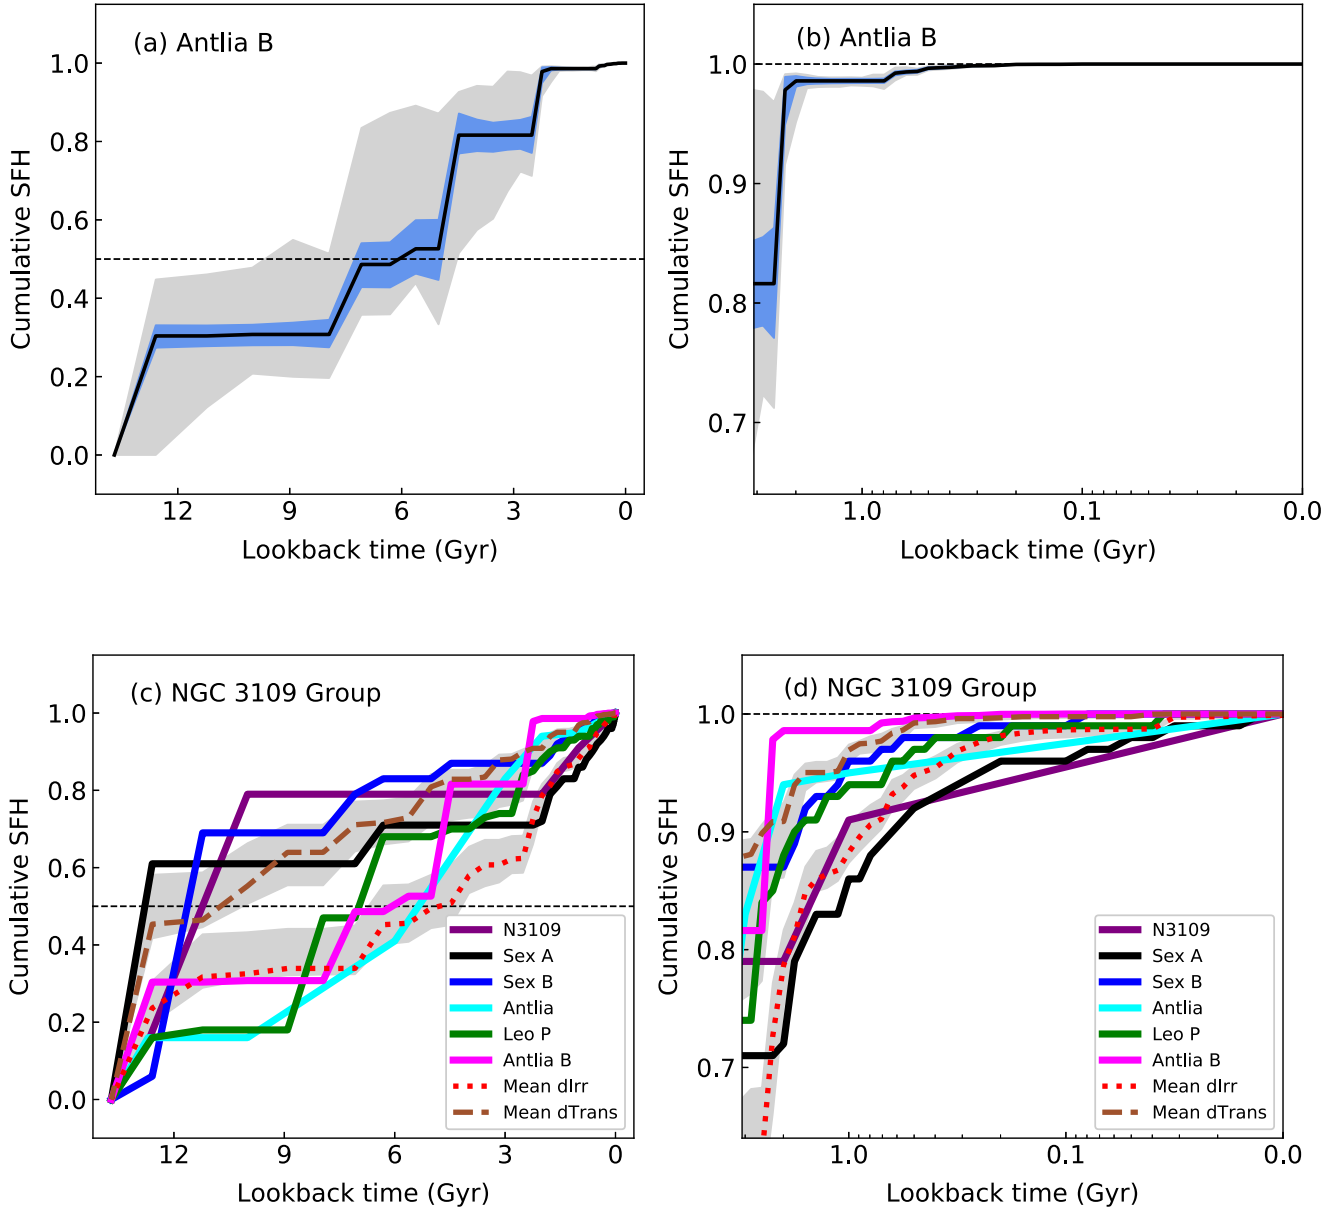 (a) Antlia B
1.0
0.8
0.6
0.4
0.2
0.0
Cumulative SFH
12
9
6
3
0
Lookback time (Gyr)
(b) Antlia B
1.0
0.9
0.8
0.7
Cumulative SFH
1.0
0.1
0.0
Lookback time (Gyr)
(c) NGC 3109 Group
1.0
0.8
0.6
0.4
0.2
0.0
Cumulative SFH
N3109
Sex A
Sex B
Antlia
Leo P
Antlia B
Mean dIrr
Mean dTrans
12
9
6
3
0
Lookback time (Gyr)
(d) NGC 3109 Group
1.0
0.9
0.8
0.7
Cumulative SFH
N3109
Sex A
Sex B
Antlia
Leo P
Antlia B
Mean dIrr
Mean dTrans
1.0
0.1
0.0
Lookback time (Gyr)